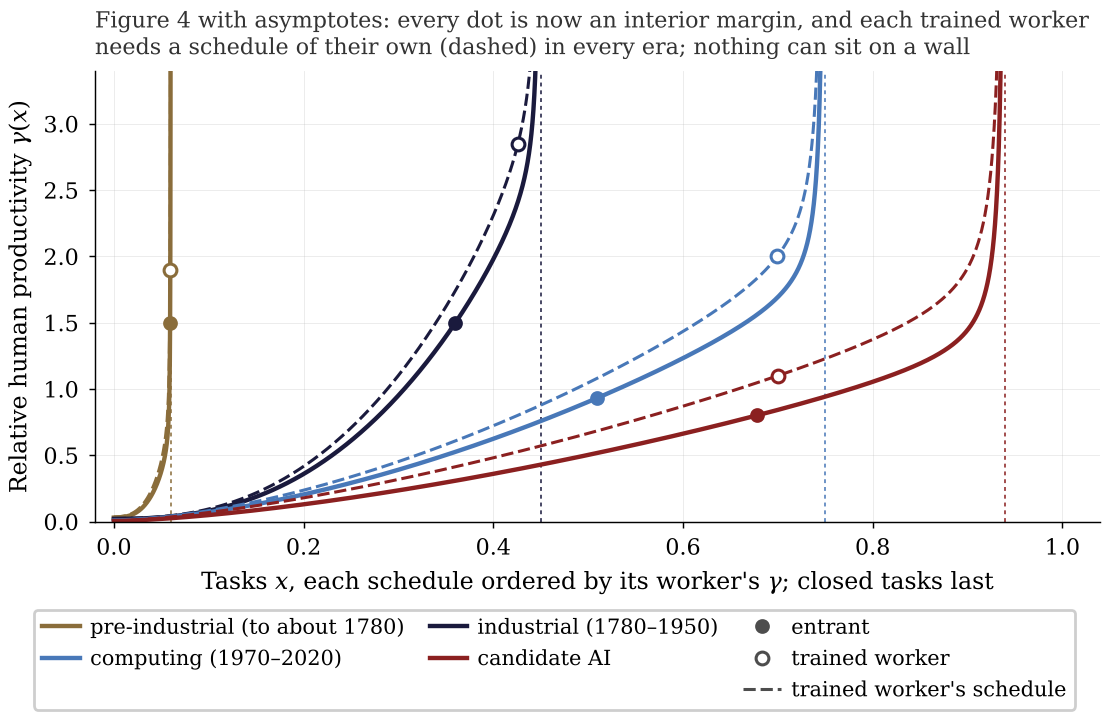 Figure 4 with asymptotes: every dot is now an interior margin, and each trained worker
needs a schedule of their own (dashed) in every era; nothing can sit on a wall
Relative human productivity γ(x)
3.0
2.5
2.0
1.5
1.0
0.5
0.0
0.0 0.2 0.4 0.6 0.8 1.0
Tasks x, each schedule ordered by its worker's γ; closed tasks last
pre-industrial (to about 1780)
computing (1970–2020)
industrial (1780–1950)
candidate AI
entrant
trained worker
trained worker's schedule